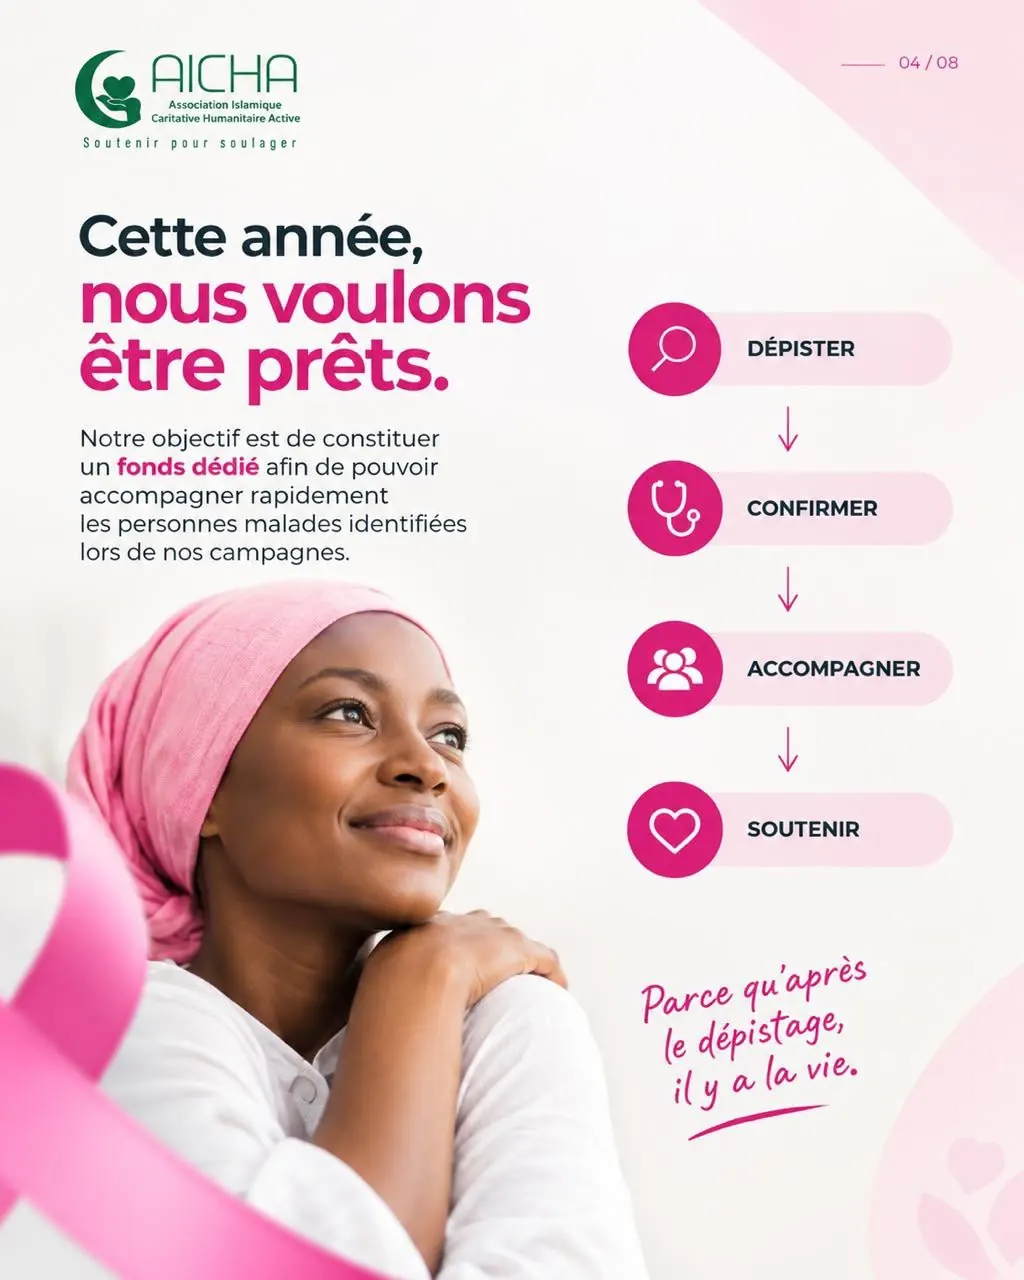 AICHA
Association Islamique
Caritative Humanitaire Active
Soutenir pour soulager
04 / 08
Cette année,
nous voulons
être prêts.
Notre objectif est de constituer
un fonds dédié afin de pouvoir
accompagner rapidement
les personnes malades identifiées
lors de nos campagnes.
DÉPISTER
CONFIRMER
ACCOMPAGNER
SOUTENIR
Parce qu'après
le dépistage,
il y a la vie.